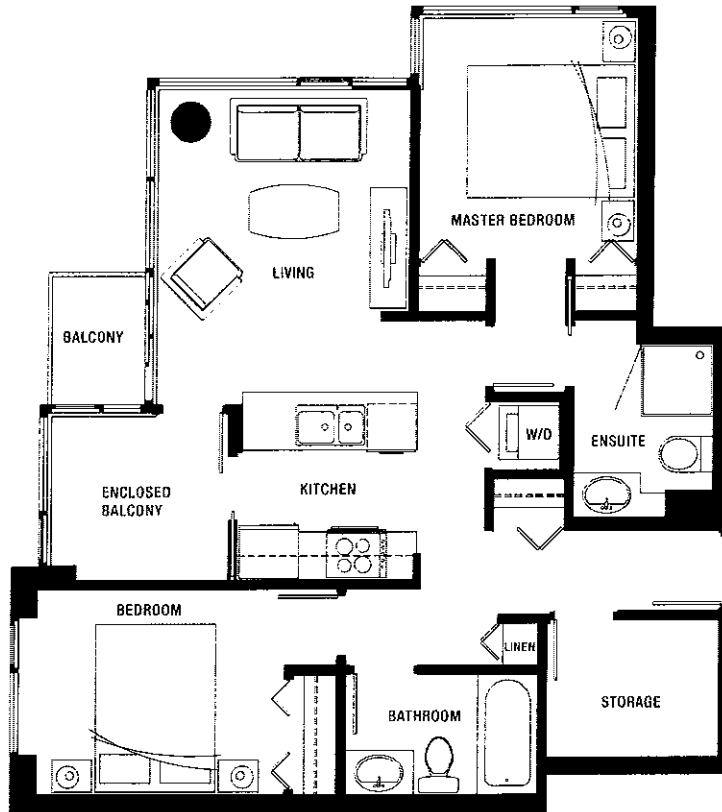 MASTER BEDROOM
LIVING
BALCONY
W/D
ENSUITE
ENCLOSED
BALCONY
KITCHEN
BEDROOM
LINEN
STORAGE
BATHROOM